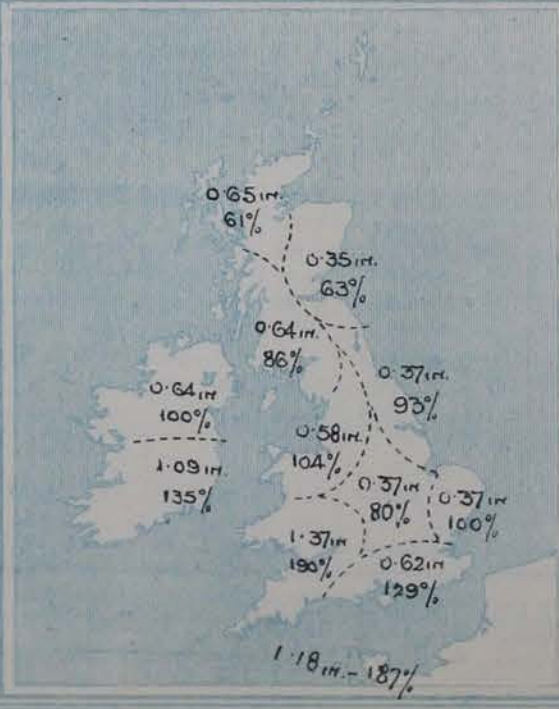 0·65 IN.
61%
0·35 IN.
63%
0·64 IN.
86%
0·37 IN.
93%
0·64 IN
100%
0·58 IN.
104%
1·09 IN.
135%
0·37 IN
80%
0·37 IN
100%
1·37 IN
190%
0·62 IN
129%
1·18 IN. - 187%